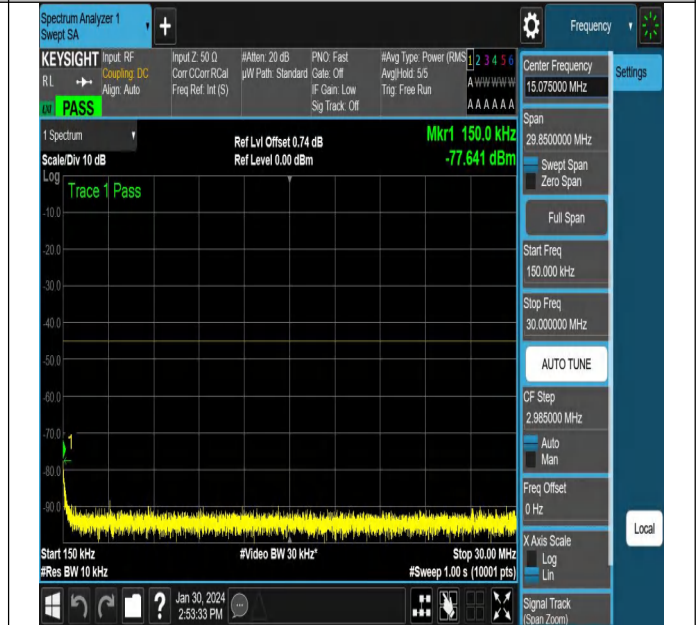 Spectrum Analyzer 1
Swept SA
+
Frequency
KEYSIGHT
RL
PASS
Input: RF
Coupling: DC
Align: Auto
Input Z: 50 Ω
Corr CCorr RCal
Freq Ref: Int (S)
#Atten: 20 dB
µW Path: Standard
PNO: Fast
Gate: Off
IF Gain: Low
Sig Track: Off
#Avg Type: Power (RMS
Avg|Hold: 5/5
Trig: Free Run
1 2 3 4 5 6
A W W W W W
A A A A A A
1 Spectrum
Scale/Div 10 dB
Log
Ref Lvl Offset 0.74 dB
Ref Level 0.00 dBm
Mkr1 150.0 kHz
-77.641 dBm
Trace 1 Pass
-10.0
-20.0
-30.0
-40.0
-50.0
-60.0
-70.0
1
-80.0
-90.0
Start 150 kHz
#Res BW 10 kHz
#Video BW 30 kHz*
Stop 30.00 MHz
#Sweep 1.00 s (10001 pts)
?
Jan 30, 2024
2:53:33 PM
Center Frequency
15.075000 MHz
Settings
Span
29.8500000 MHz
Swept Span
Zero Span
Full Span
Start Freq
150.000 kHz
Stop Freq
30.000000 MHz
AUTO TUNE
CF Step
2.985000 MHz
Auto
Man
Freq Offset
0 Hz
X Axis Scale
Log
Lin
Local
Signal Track
(Span Zoom)